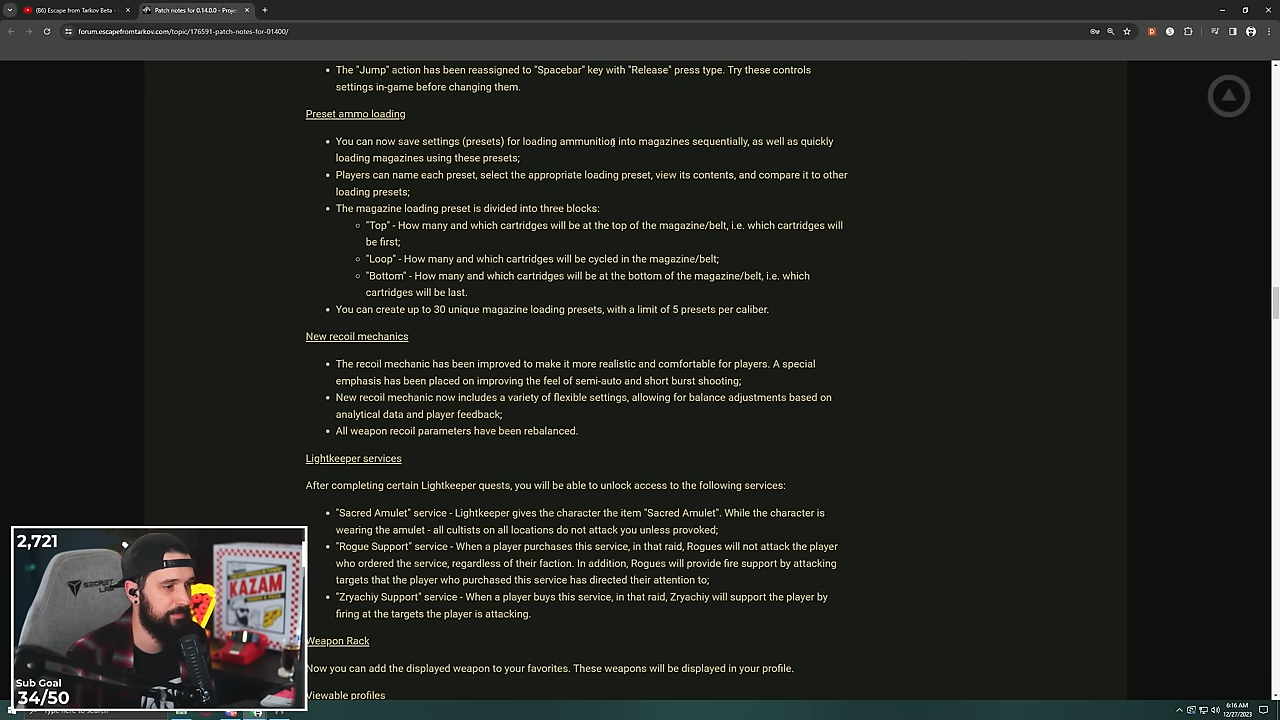 (86) Escape from Tarkov Beta -
Patch notes for 0.14.0.0 - Proje
forum.escapefromtarkov.com/topic/176591-patch-notes-for-01400/
The "Jump" action has been reassigned to "Spacebar" key with "Release" press type. Try these controls
settings in-game before changing them.
Preset ammo loading
You can now save settings (presets) for loading ammunition into magazines sequentially, as well as quickly
loading magazines using these presets;
Players can name each preset, select the appropriate loading preset, view its contents, and compare it to other
loading presets;
The magazine loading preset is divided into three blocks:
"Top" - How many and which cartridges will be at the top of the magazine/belt, i.e. which cartridges will
be first;
"Loop" - How many and which cartridges will be cycled in the magazine/belt;
"Bottom" - How many and which cartridges will be at the bottom of the magazine/belt, i.e. which
cartridges will be last.
You can create up to 30 unique magazine loading presets, with a limit of 5 presets per caliber.
New recoil mechanics
The recoil mechanic has been improved to make it more realistic and comfortable for players. A special
emphasis has been placed on improving the feel of semi-auto and short burst shooting;
New recoil mechanic now includes a variety of flexible settings, allowing for balance adjustments based on
analytical data and player feedback;
All weapon recoil parameters have been rebalanced.
Lightkeeper services
After completing certain Lightkeeper quests, you will be able to unlock access to the following services:
"Sacred Amulet" service - Lightkeeper gives the character the item "Sacred Amulet". While the character is
wearing the amulet - all cultists on all locations do not attack you unless provoked;
"Rogue Support" service - When a player purchases this service, in that raid, Rogues will not attack the player
who ordered the service, regardless of their faction. In addition, Rogues will provide fire support by attacking
targets that the player who purchased this service has directed their attention to;
"Zryachiy Support" service - When a player buys this service, in that raid, Zryachiy will support the player by
firing at the targets the player is attacking.
Weapon Rack
Now you can add the displayed weapon to your favorites. These weapons will be displayed in your profile.
Viewable profiles
2,721
KAZAM
Sub Goal
34/50
6:16 AM
12/27/2023